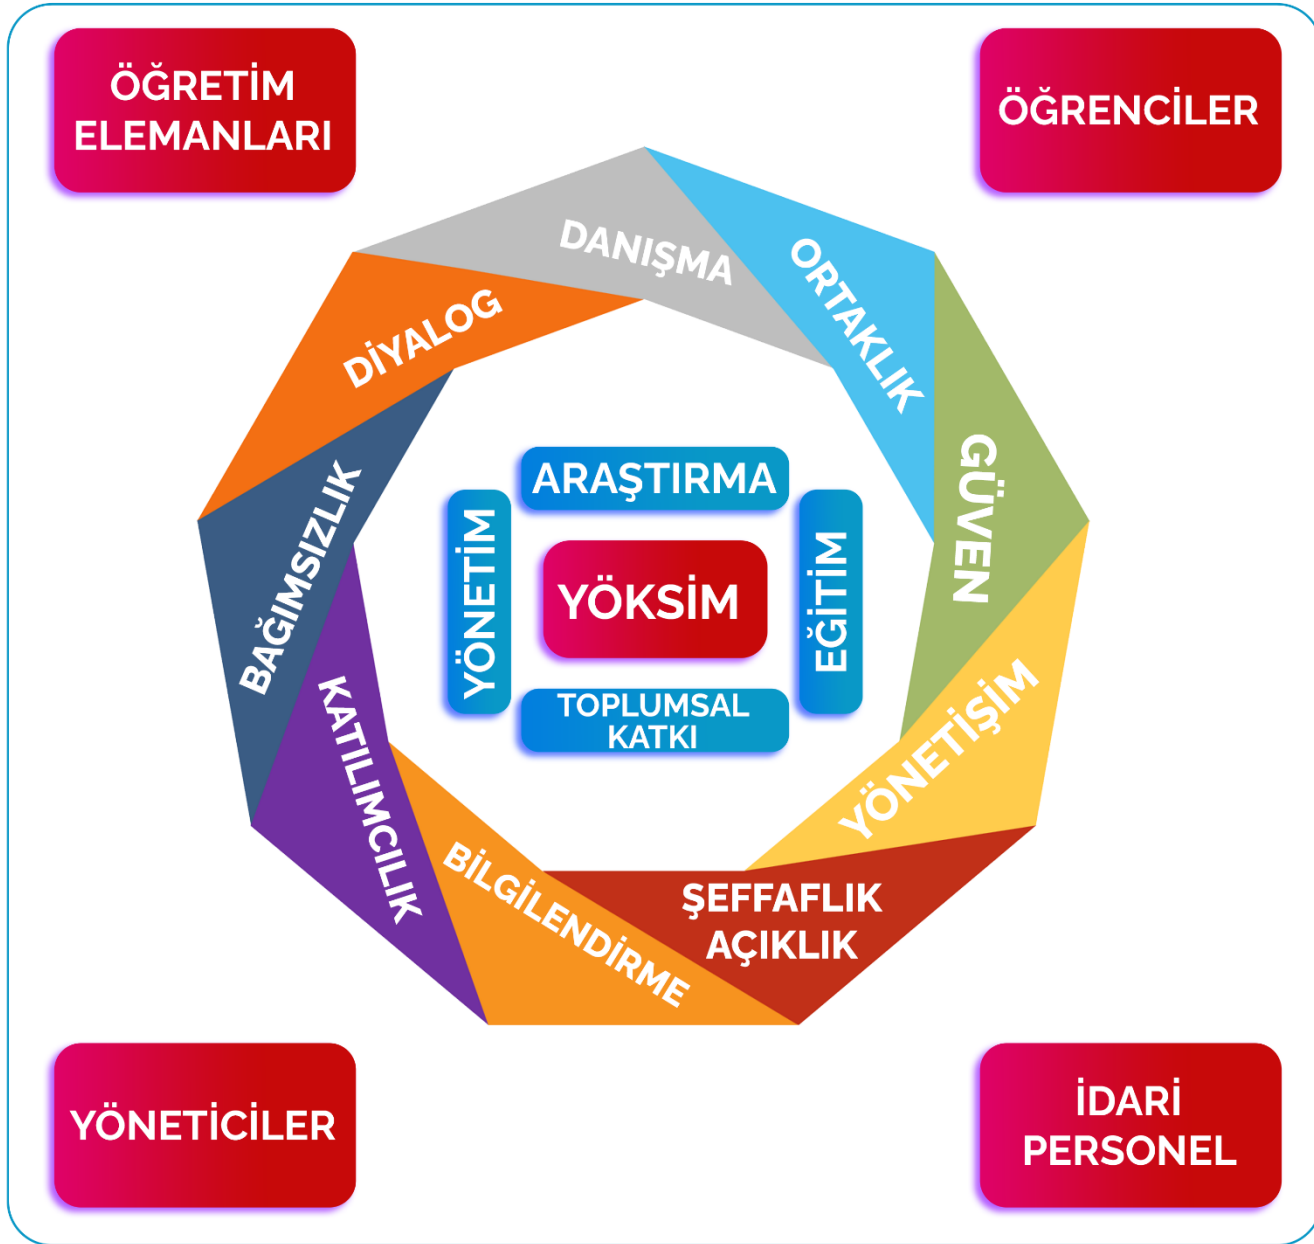 ÖĞRETİM
ELEMANLARI
ÖĞRENCİLER
DANIŞMA
ORTAKLIK
DİYALOG
GÜVEN
BAĞIMSIZLIK
ARAŞTIRMA
YÖNETİM
YÖKSİM
EĞİTİM
TOPLUMSAL
KATKI
YÖNETİŞİM
KATILIMCILIK
BİLGİLENDİRME
ŞEFFAFLIK
AÇIKLIK
YÖNETİCİLER
İDARİ
PERSONEL